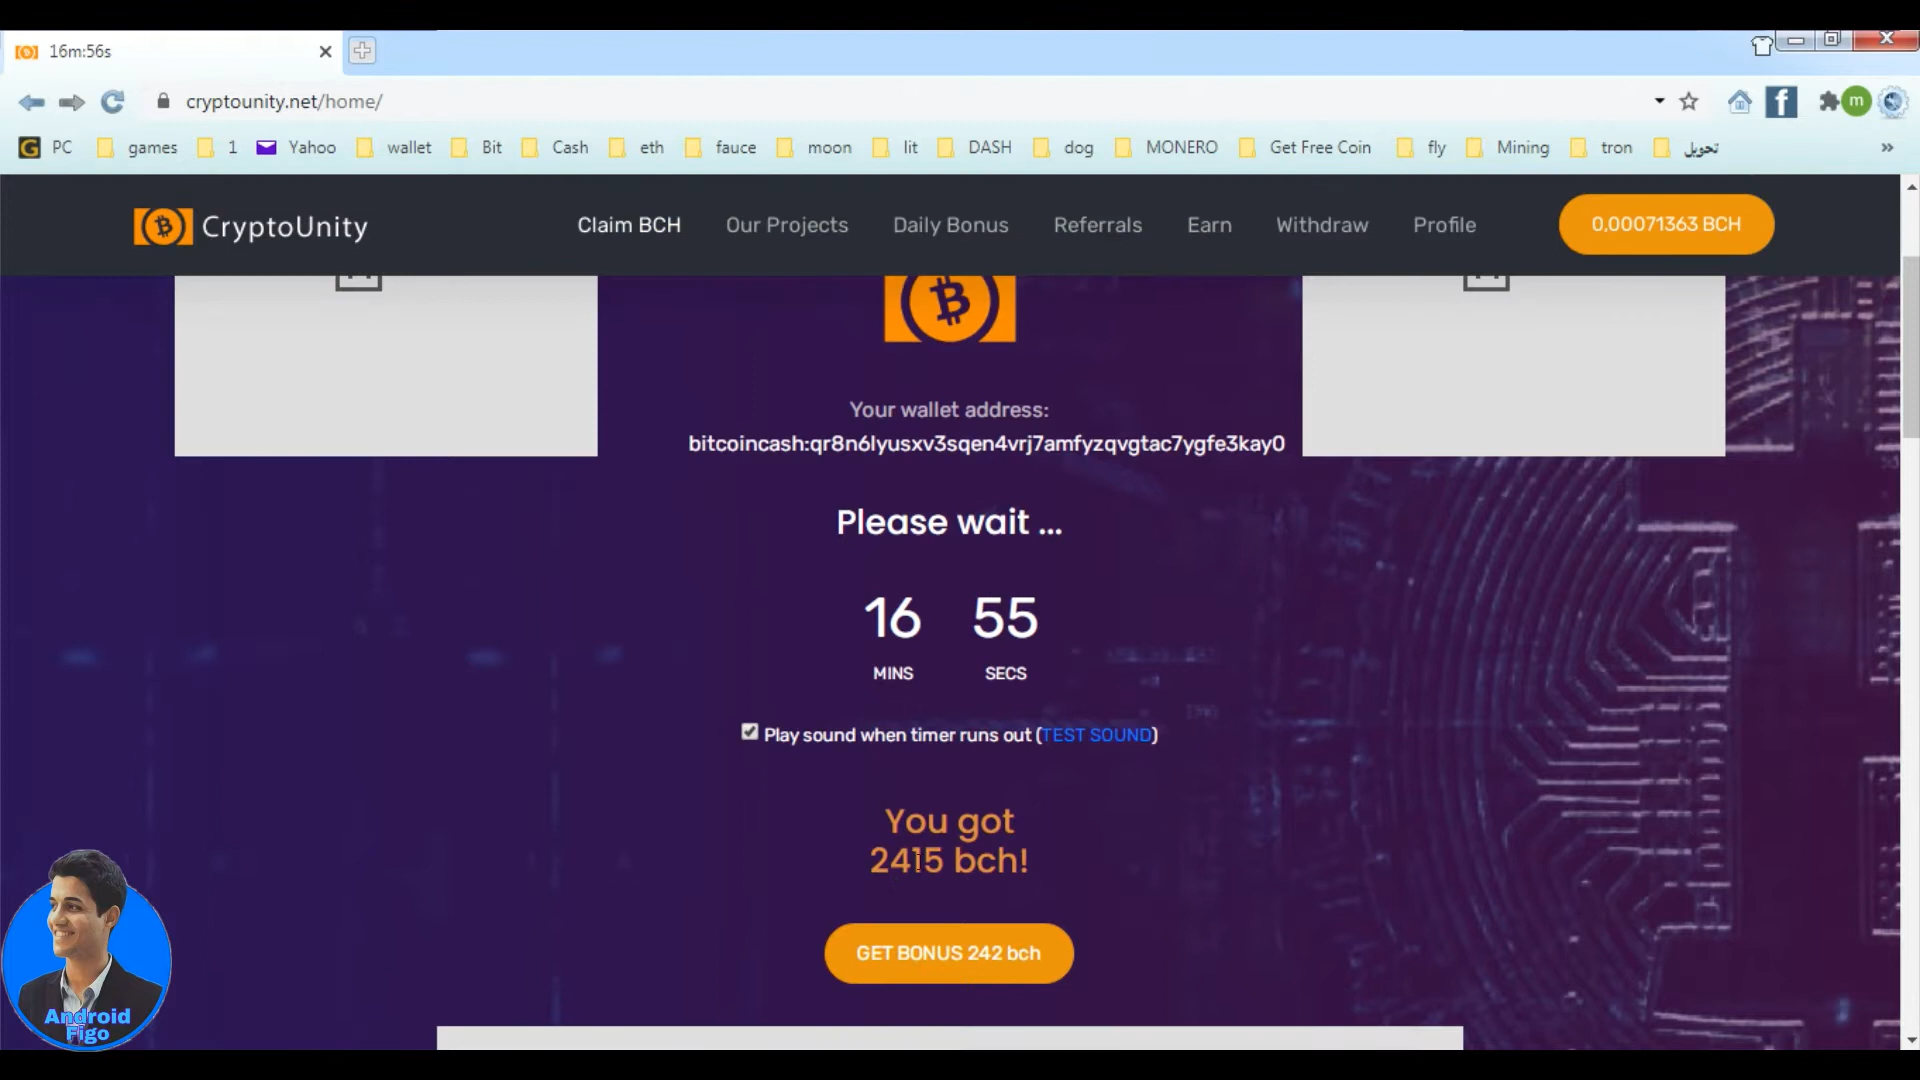 16m:56s
cryptounity.net/home/
PC games 1 Yahoo wallet Bit Cash eth fauce moon lit DASH dog MONERO Get Free Coin fly Mining tron تحويل »
CryptoUnity Claim BCH Our Projects Daily Bonus Referrals Earn Withdraw Profile 0,00071363 BCH
Your wallet address:
bitcoincash:qr8n6lyusxv3sqen4vrj7amfyzqvgtac7ygfe3kay0
Please wait ...
16 55
MINS SECS
Play sound when timer runs out (TEST SOUND)
You got
2415 bch!
GET BONUS 242 bch
Android
Figo